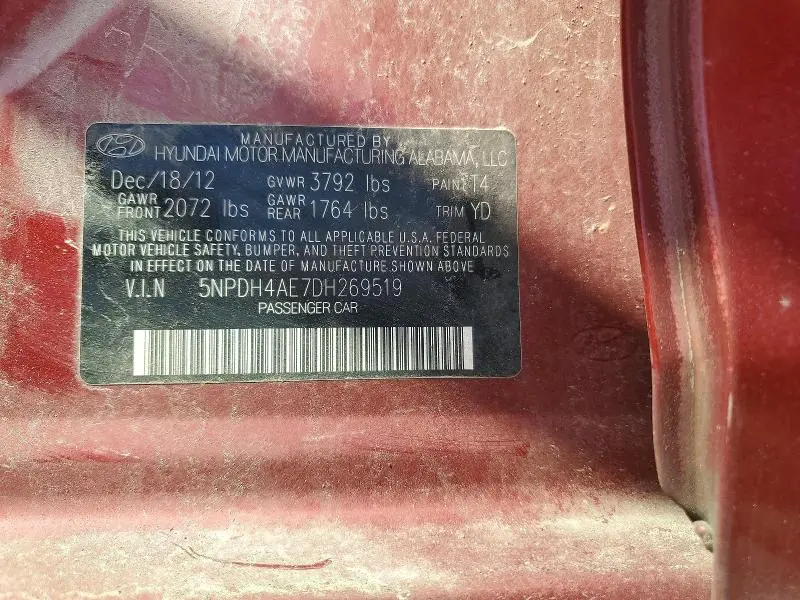 MANUFACTURED BY
HYUNDAI MOTOR MANUFACTURING ALABAMA, LLC
Dec/18/12 GVWR 3792 lbs PAINT T4
GAWR FRONT 2072 lbs GAWR REAR 1764 lbs TRIM YD
THIS VEHICLE CONFORMS TO ALL APPLICABLE U.S.A. FEDERAL
MOTOR VEHICLE SAFETY, BUMPER, AND THEFT PREVENTION STANDARDS
IN EFFECT ON THE DATE OF MANUFACTURE SHOWN ABOVE
V.I.N 5NPDH4AE7DH269519
PASSENGER CAR